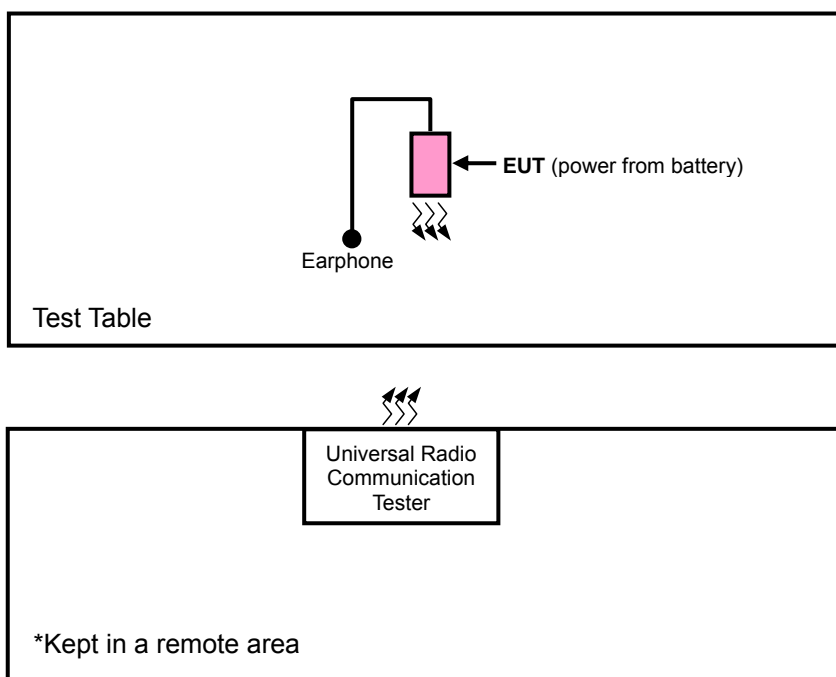 EUT (power from battery)
Earphone
Test Table
Universal Radio
Communication
Tester
*Kept in a remote area